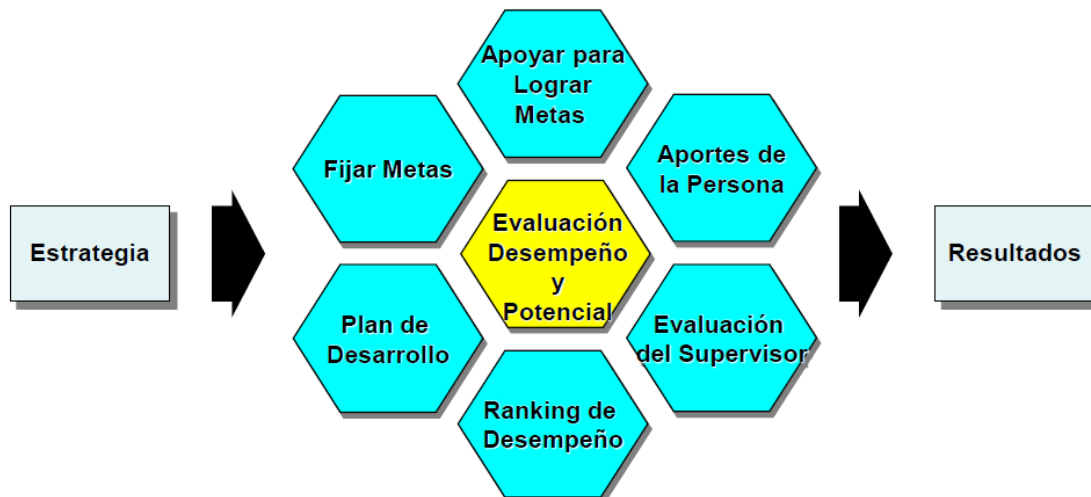 Estrategia
Fijar Metas
Apoyar para
Lograr
Metas
Aportes de
la Persona
Evaluación
Desempeño
y
Potencial
Plan de
Desarrollo
Ranking de
Desempeño
Evaluación
del Supervisor
Resultados